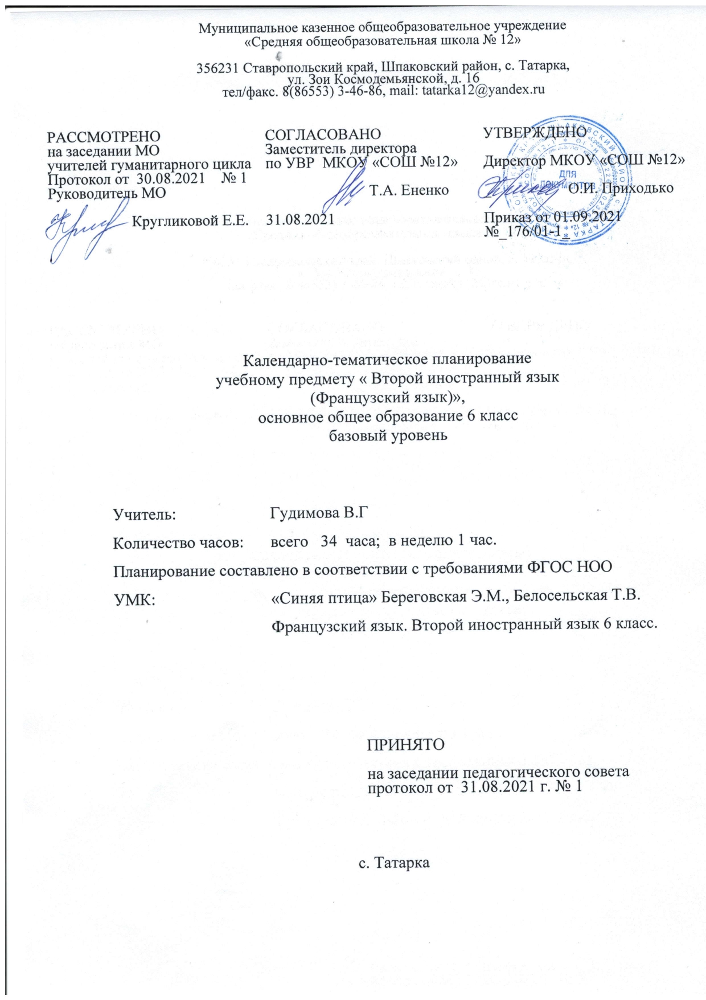 Муниципальное казенное общеобразовательное учреждение
«Средняя общеобразовательная школа № 12»
356231 Ставропольский край, Шпаковский район, с. Татарка,
ул. Зои Космодемьянской, д. 16
тел/факс. 8(86553) 3-46-86, mail: tatarka12@yandex.ru
РАССМОТРЕНО
на заседании МО
учителей гуманитарного цикла
Протокол от 30.08.2021 № 1
Руководитель МО
Кругликовой Е.Е.
СОГЛАСОВАНО
Заместитель директора
по УВР МКОУ «СОШ №12»
Т.А. Ененко
31.08.2021
УТВЕРЖДЕНО
Директор МКОУ «СОШ №12»
О.И. Приходько
Приказ от 01.09.2021
№_176/01-1_
ДЛЯ
ДОКУМЕНТОВ
Календарно-тематическое планирование
учебному предмету « Второй иностранный язык
(Французский язык)»,
основное общее образование 6 класс
базовый уровень
Учитель: Гудимова В.Г
Количество часов: всего 34 часа; в неделю 1 час.
Планирование составлено в соответствии с требованиями ФГОС НОО
УМК: «Синяя птица» Береговская Э.М., Белосельская Т.В.
Французский язык. Второй иностранный язык 6 класс.
ПРИНЯТО
на заседании педагогического совета
протокол от 31.08.2021 г. № 1
с. Татарка